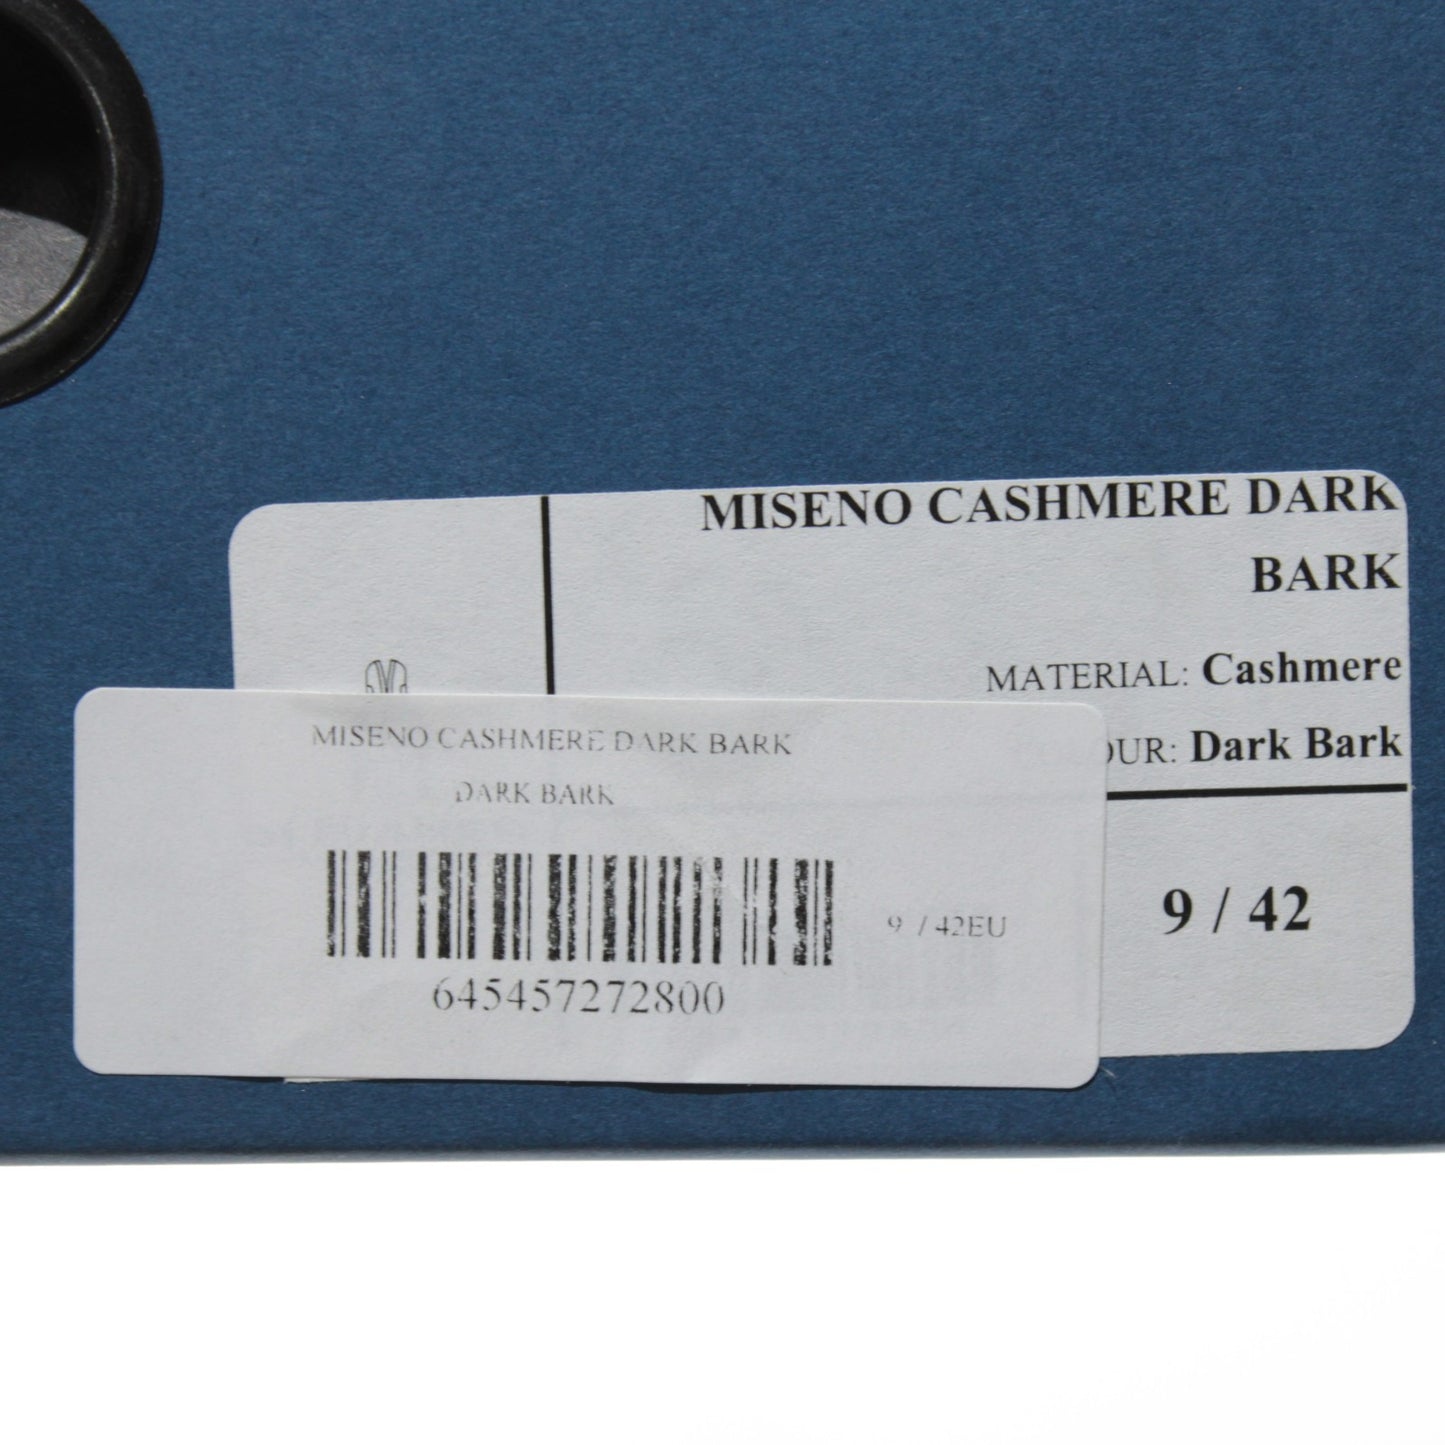 MISENO CASHMERE DARK
BARK
MATERIAL: Cashmere
OUR: Dark Bark
9 / 42
MISENO CASHMERE DARK BARK
DARK BARK
9 / 42EU
645457272800